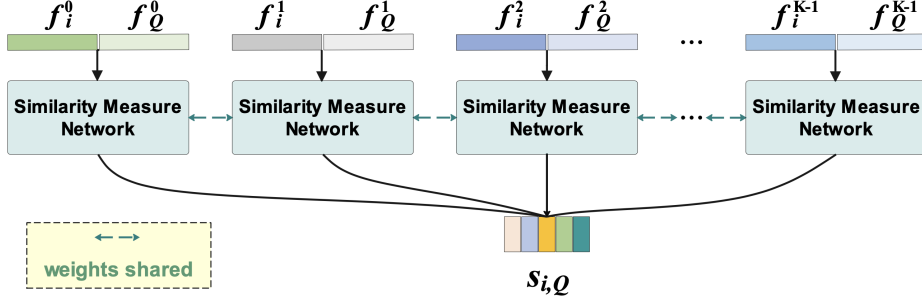 f_i^0 f_Q^0 f_i^1 f_Q^1 f_i^2 f_Q^2 ... f_i^{K-1} f_Q^{K-1}
Similarity Measure
Network
Similarity Measure
Network
Similarity Measure
Network
...
Similarity Measure
Network
weights shared
s_{i,Q}